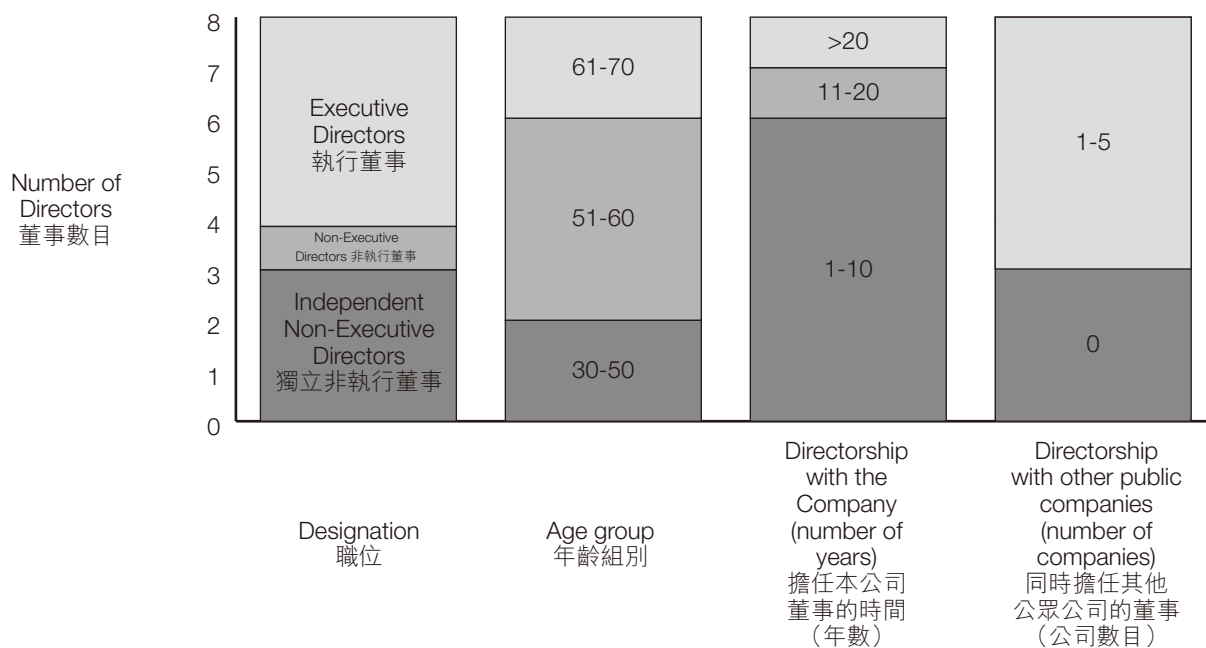 Number of
Directors
董事數目
8
7
6
5
4
3
2
1
0
Executive
Directors
執行董事
Non-Executive
Directors 非執行董事
Independent
Non-Executive
Directors
獨立非執行董事
61-70
51-60
30-50
>20
11-20
1-10
1-5
0
Designation
職位
Age group
年齡組別
Directorship
with the
Company
(number of
years)
擔任本公司
董事的時間
（年數）
Directorship
with other public
companies
(number of
companies)
同時擔任其他
公眾公司的董事
（公司數目）